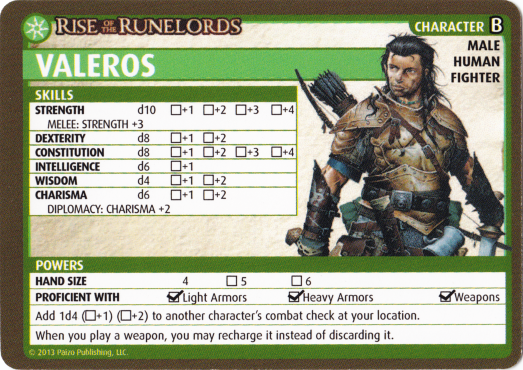 RISE OF THE RUNELORDS
CHARACTER B
VALEROS
MALE
HUMAN
FIGHTER
SKILLS
STRENGTH d10 □+1 □+2 □+3 □+4
MELEE: STRENGTH +3
DEXTERITY d8 □+1 □+2
CONSTITUTION d8 □+1 □+2 □+3 □+4
INTELLIGENCE d6 □+1
WISDOM d4 □+1 □+2
CHARISMA d6 □+1 □+2
DIPLOMACY: CHARISMA +2
POWERS
HAND SIZE 4 □ 5 □ 6
PROFICIENT WITH ☑Light Armors ☑Heavy Armors ☑Weapons
Add 1d4 (□+1) (□+2) to another character's combat check at your location.
When you play a weapon, you may recharge it instead of discarding it.
© 2013 Paizo Publishing, LLC.